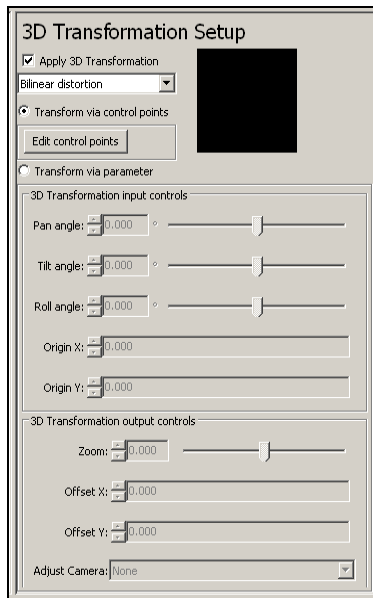 3D Transformation Setup
Apply 3D Transformation
Bilinear distortion
Transform via control points
Edit control points
Transform via parameter
3D Transformation input controls
Pan angle: 0.000 °
Tilt angle: 0.000 °
Roll angle: 0.000 °
Origin X: 0.000
Origin Y: 0.000
3D Transformation output controls
Zoom: 0.000
Offset X: 0.000
Offset Y: 0.000
Adjust Camera: None